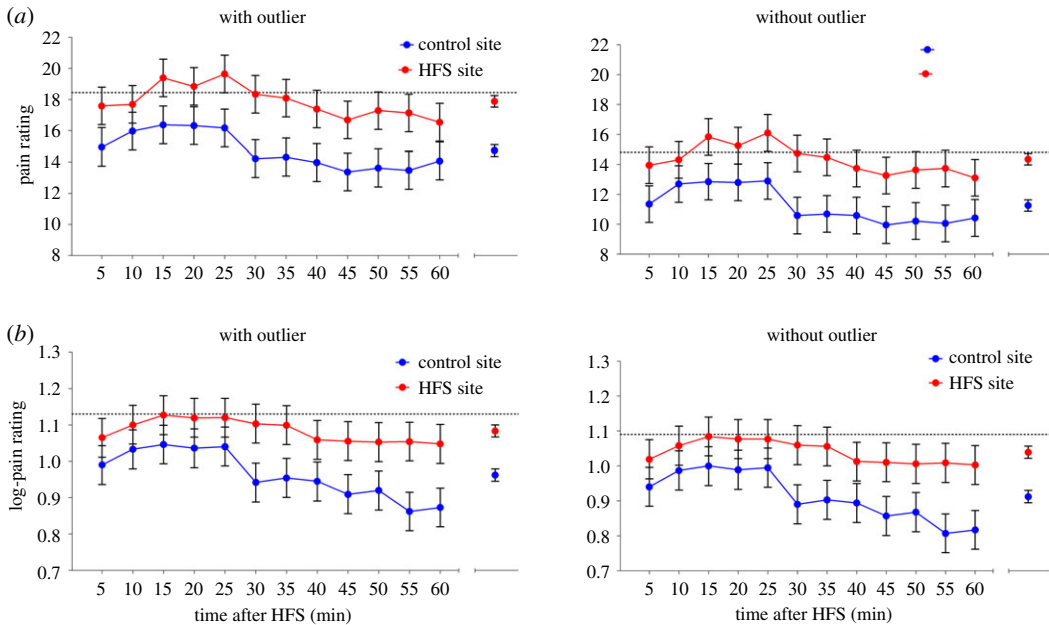 (a)
with outlier
control site
HFS site
pain rating
22
20
18
16
14
12
10
8
5 10 15 20 25 30 35 40 45 50 55 60
without outlier
22
20
18
16
14
12
10
8
5 10 15 20 25 30 35 40 45 50 55 60
(b)
with outlier
control site
HFS site
log-pain rating
1.3
1.2
1.1
1.0
0.9
0.8
0.7
5 10 15 20 25 30 35 40 45 50 55 60
time after HFS (min)
without outlier
control site
HFS site
1.3
1.2
1.1
1.0
0.9
0.8
0.7
5 10 15 20 25 30 35 40 45 50 55 60
time after HFS (min)